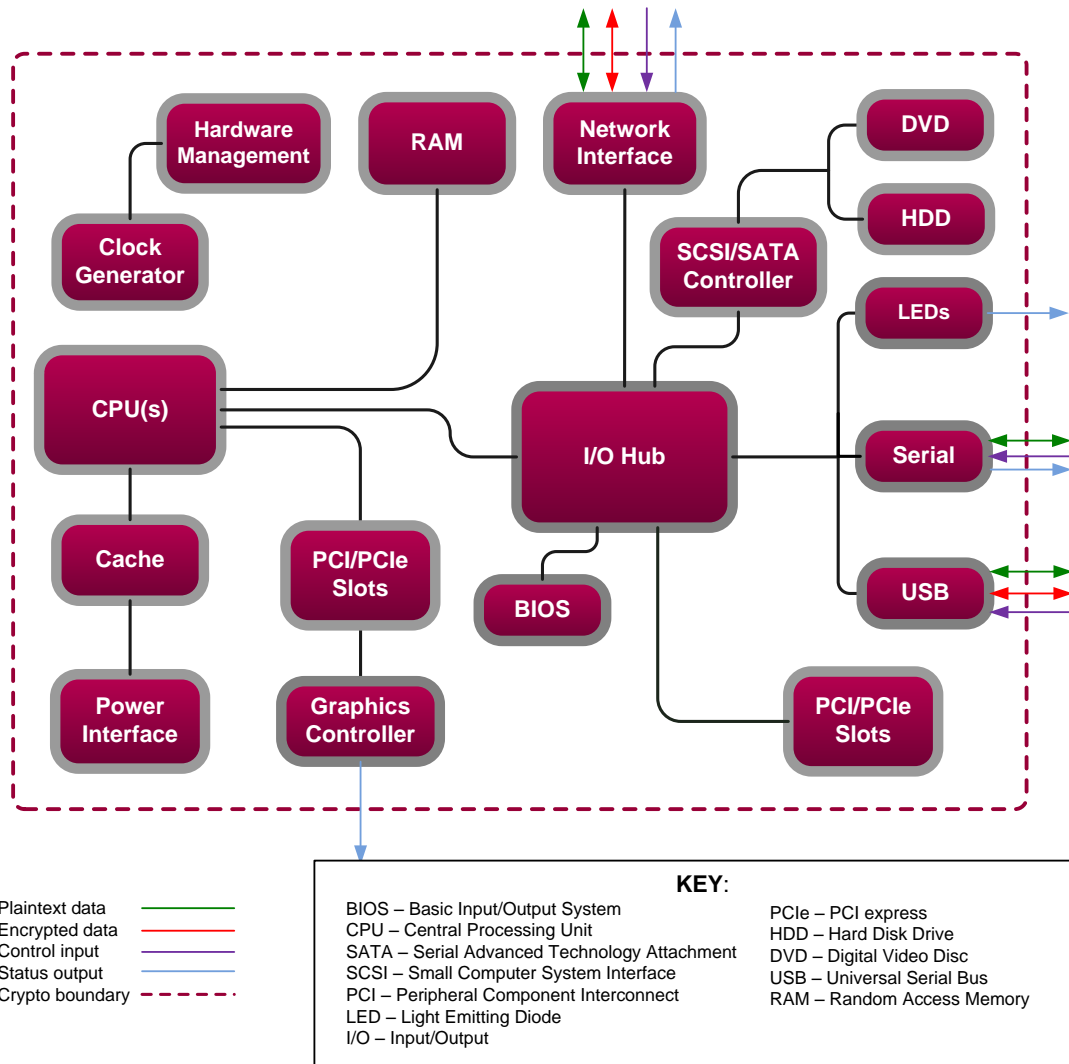 Hardware
Management
RAM
Network
Interface
DVD
HDD
Clock
Generator
SCSI/SATA
Controller
LEDs
CPU(s)
I/O Hub
Serial
Cache
PCI/PCIe
Slots
BIOS
USB
Power
Interface
Graphics
Controller
PCI/PCIe
Slots
Plaintext data
Encrypted data
Control input
Status output
Crypto boundary
KEY:
BIOS – Basic Input/Output System
CPU – Central Processing Unit
SATA – Serial Advanced Technology Attachment
SCSI – Small Computer System Interface
PCI – Peripheral Component Interconnect
LED – Light Emitting Diode
I/O – Input/Output
PCIe – PCI express
HDD – Hard Disk Drive
DVD – Digital Video Disc
USB – Universal Serial Bus
RAM – Random Access Memory